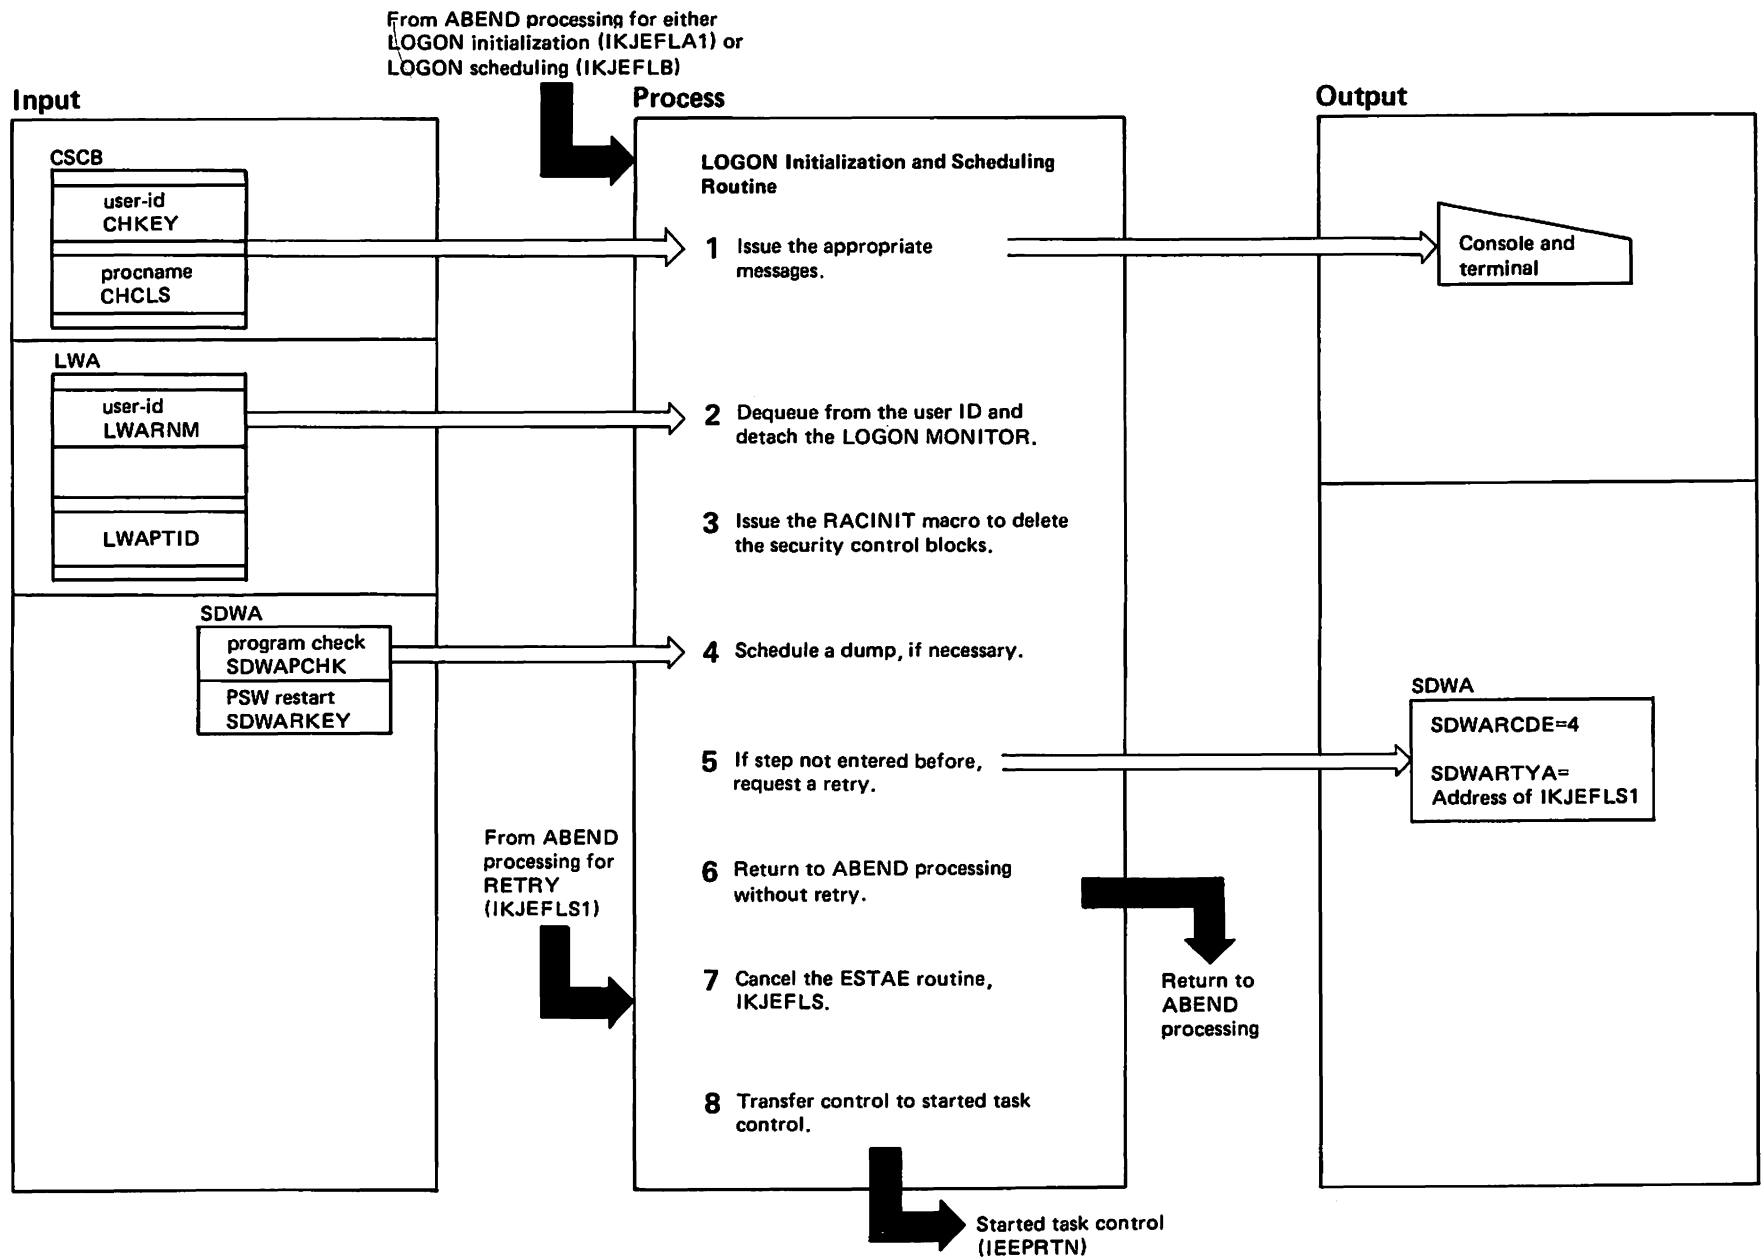 From ABEND processing for either
LOGON initialization (IKJEFLA1) or
LOGON scheduling (IKJEFLB)
Input
Process
Output
CSCB
user-id
CHKEY
procname
CHCLS
LWA
user-id
LWARNM
LWAPTID
SDWA
program check
SDWAPCHK
PSW restart
SDWARKEY
From ABEND
processing for
RETRY
(IKJEFLS1)
LOGON Initialization and Scheduling
Routine
1 Issue the appropriate
messages.
2 Dequeue from the user ID and
detach the LOGON MONITOR.
3 Issue the RACINIT macro to delete
the security control blocks.
4 Schedule a dump, if necessary.
5 If step not entered before,
request a retry.
6 Return to ABEND processing
without retry.
7 Cancel the ESTAE routine,
IKJEFLS.
8 Transfer control to started task
control.
Console and
terminal
SDWA
SDWARCDE=4
SDWARTYA=
Address of IKJEFLS1
Return to
ABEND
processing
Started task control
(IEEPRTN)